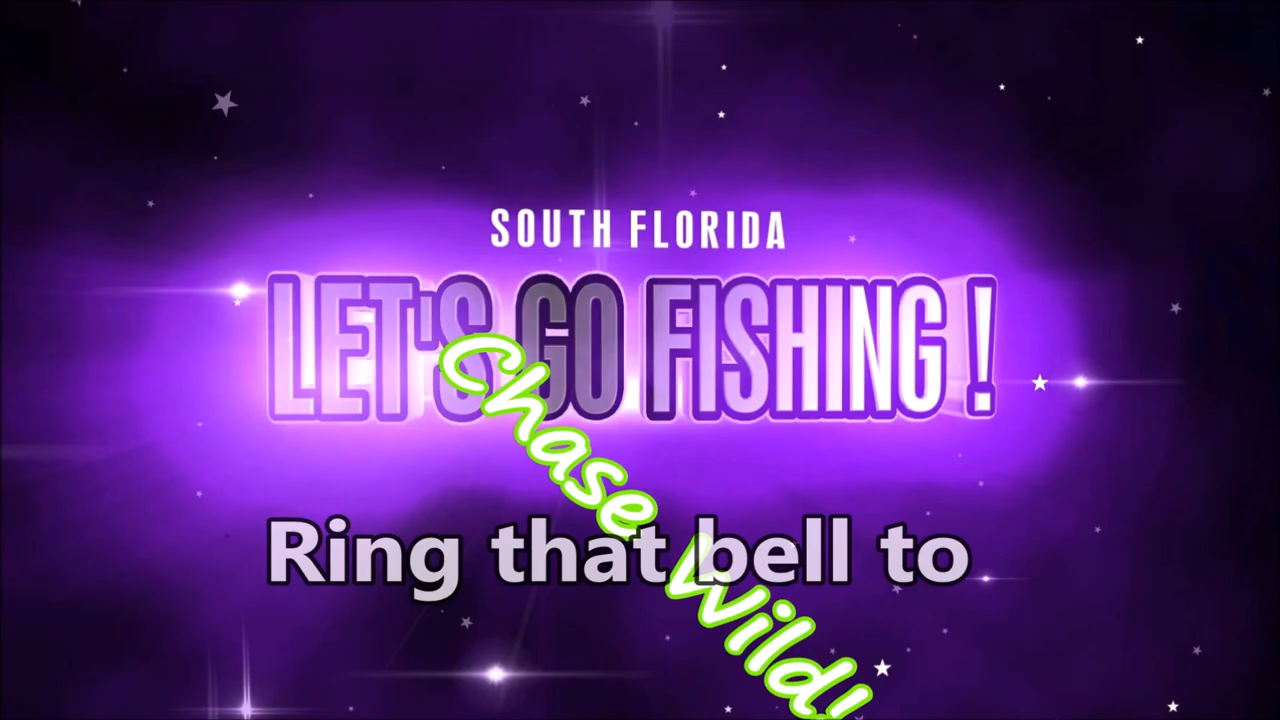 SOUTH FLORIDA
LET'S GO FISHING !
Chase Wild!
Ring that bell to